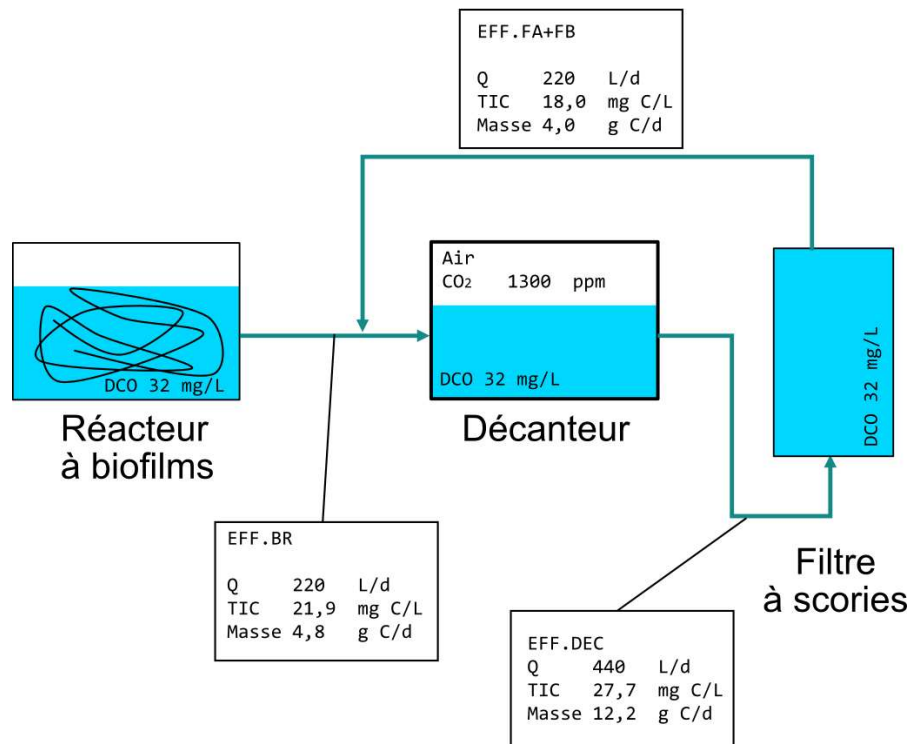 EFF.FA+FB
Q 220 L/d
TIC 18,0 mg C/L
Masse 4,0 g C/d
Air
CO₂ 1300 ppm
DCO 32 mg/L
DCO 32 mg/L
DCO 32 mg/L
Réacteur
à biofilms
Décanteur
Filtre
à scories
EFF.BR
Q 220 L/d
TIC 21,9 mg C/L
Masse 4,8 g C/d
EFF.DEC
Q 440 L/d
TIC 27,7 mg C/L
Masse 12,2 g C/d